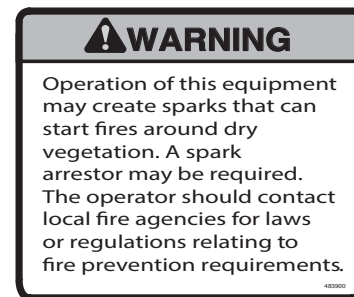 WARNING
Operation of this equipment
may create sparks that can
start fires around dry
vegetation. A spark
arrestor may be required.
The operator should contact
local fire agencies for laws
or regulations relating to
fire prevention requirements.
483900